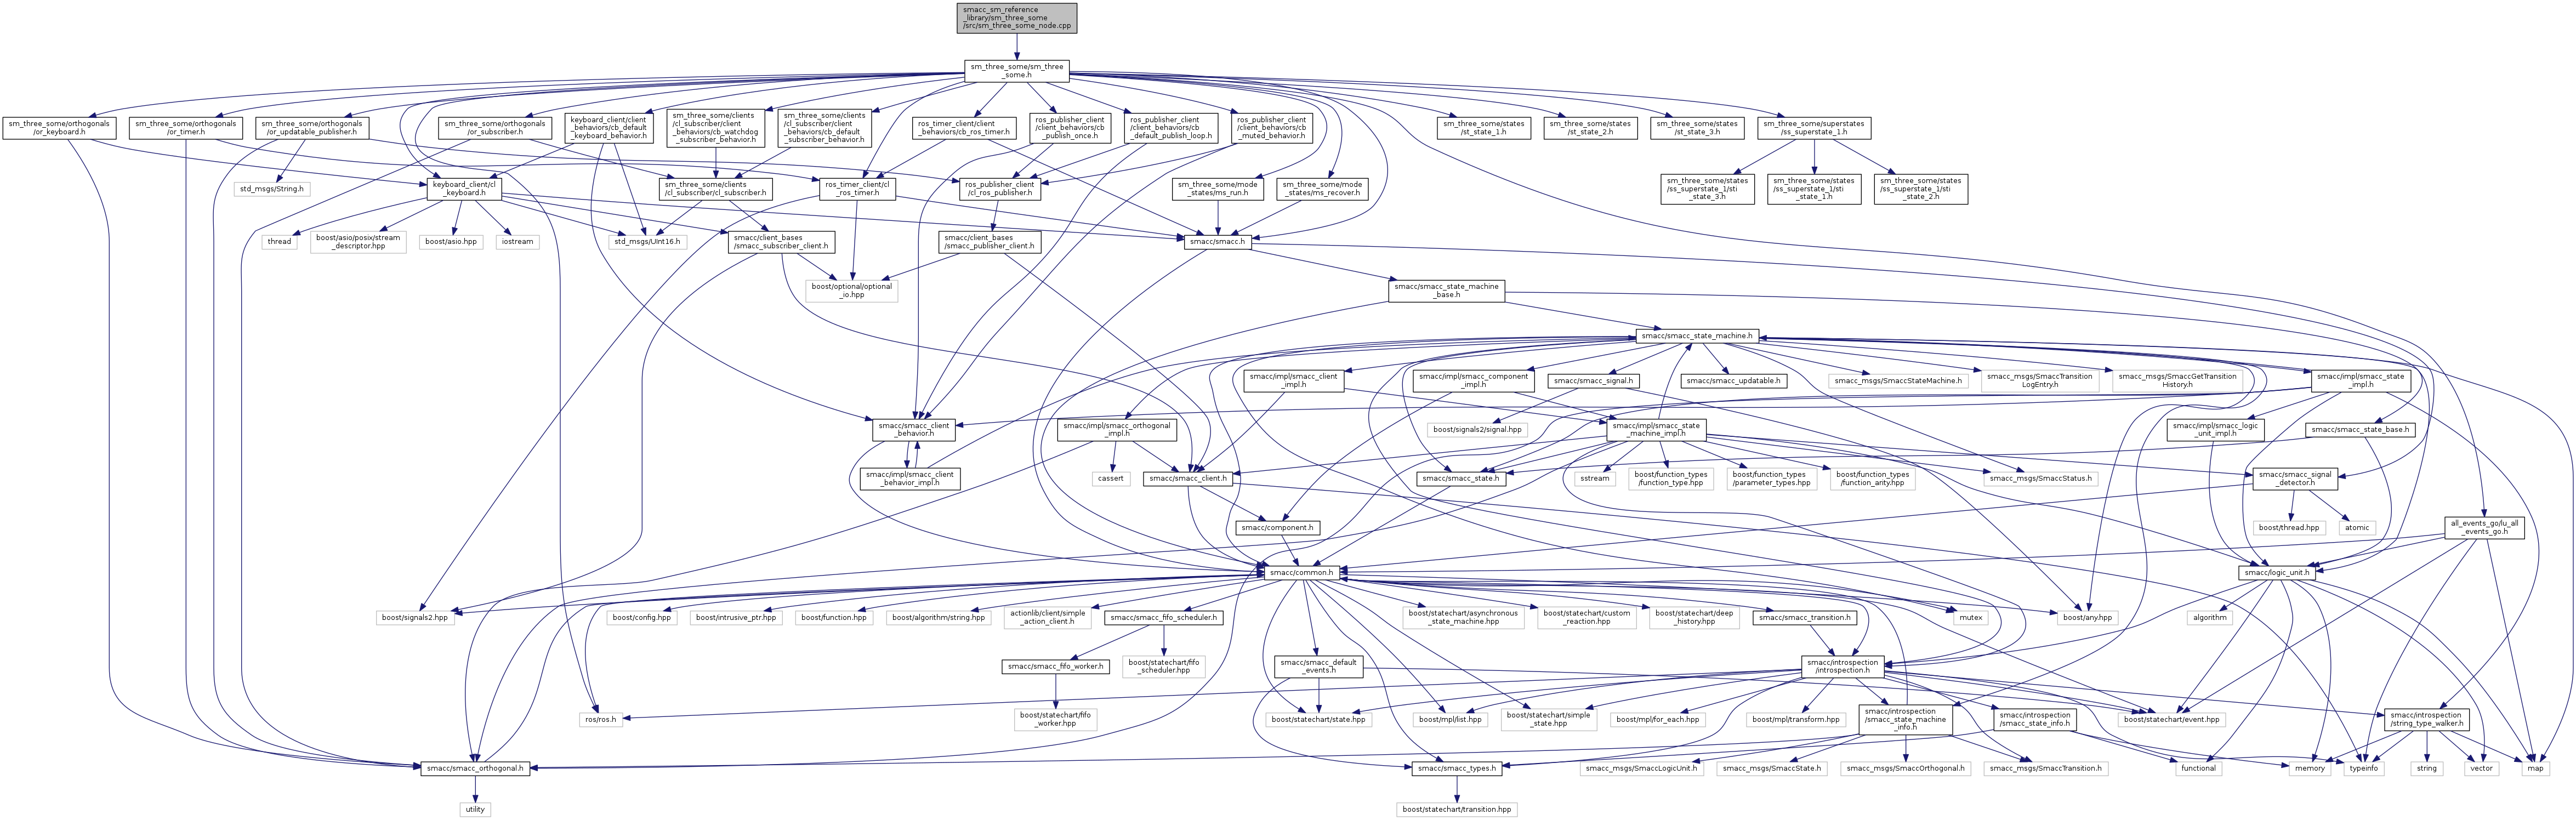 smacc_sm_reference
_library/sm_three_some
/src/sm_three_some_node.cpp
sm_three_some/sm_three
_some.h
sm_three_some/orthogonals
/or_keyboard.h
sm_three_some/orthogonals
/or_timer.h
sm_three_some/orthogonals
/or_updatable_publisher.h
sm_three_some/orthogonals
/or_subscriber.h
keyboard_client/client
_behaviors/cb_default
_keyboard_behavior.h
sm_three_some/clients
/cl_subscriber/client
_behaviors/cb_watchdog
_subscriber_behavior.h
sm_three_some/clients
/cl_subscriber/client
_behaviors/cb_default
_subscriber_behavior.h
ros_timer_client/client
_behaviors/cb_ros_timer.h
ros_publisher_client
/client_behaviors/cb
_publish_once.h
ros_publisher_client
/client_behaviors/cb
_default_publish_loop.h
ros_publisher_client
/client_behaviors/cb
_muted_behavior.h
sm_three_some/states
/st_state_1.h
sm_three_some/states
/st_state_2.h
sm_three_some/states
/st_state_3.h
sm_three_some/superstates
/ss_superstate_1.h
std_msgs/String.h
keyboard_client/cl
_keyboard.h
sm_three_some/clients
/cl_subscriber/cl_subscriber.h
ros_timer_client/cl
_ros_timer.h
ros_publisher_client
/cl_ros_publisher.h
sm_three_some/mode
_states/ms_run.h
sm_three_some/mode
_states/ms_recover.h
sm_three_some/states
/ss_superstate_1/sti
_state_3.h
sm_three_some/states
/ss_superstate_1/sti
_state_1.h
sm_three_some/states
/ss_superstate_1/sti
_state_2.h
thread
boost/asio/posix/stream
_descriptor.hpp
boost/asio.hpp
iostream
std_msgs/UInt16.h
smacc/client_bases
/smacc_subscriber_client.h
smacc/client_bases
/smacc_publisher_client.h
smacc/smacc.h
boost/optional/optional
_io.hpp
smacc/smacc_state_machine
_base.h
smacc/smacc_state_machine.h
smacc/impl/smacc_client
_impl.h
smacc/impl/smacc_component
_impl.h
smacc/smacc_signal.h
smacc/smacc_updatable.h
smacc_msgs/SmaccStateMachine.h
smacc_msgs/SmaccTransition
LogEntry.h
smacc_msgs/SmaccGetTransition
History.h
smacc/impl/smacc_state
_impl.h
smacc/smacc_client
_behavior.h
smacc/impl/smacc_orthogonal
_impl.h
boost/signals2/signal.hpp
smacc/impl/smacc_state
_machine_impl.h
smacc/impl/smacc_logic
_unit_impl.h
smacc/smacc_state_base.h
smacc/impl/smacc_client
_behavior_impl.h
cassert
smacc/smacc_client.h
smacc/smacc_state.h
sstream
boost/function_types
/function_type.hpp
boost/function_types
/parameter_types.hpp
boost/function_types
/function_arity.hpp
smacc_msgs/SmaccStatus.h
smacc/smacc_signal
_detector.h
smacc/component.h
boost/thread.hpp
atomic
all_events_go/lu_all
_events_go.h
smacc/common.h
smacc/logic_unit.h
boost/signals2.hpp
boost/config.hpp
boost/intrusive_ptr.hpp
boost/function.hpp
boost/algorithm/string.hpp
actionlib/client/simple
_action_client.h
smacc/smacc_fifo_scheduler.h
boost/statechart/asynchronous
_state_machine.hpp
boost/statechart/custom
_reaction.hpp
boost/statechart/deep
_history.hpp
smacc/smacc_transition.h
mutex
boost/any.hpp
algorithm
smacc/smacc_fifo_worker.h
boost/statechart/fifo
_scheduler.hpp
smacc/smacc_default
_events.h
smacc/introspection
/introspection.h
ros/ros.h
boost/statechart/fifo
_worker.hpp
boost/statechart/state.hpp
boost/mpl/list.hpp
boost/statechart/simple
_state.hpp
boost/mpl/for_each.hpp
boost/mpl/transform.hpp
smacc/introspection
/smacc_state_machine
_info.h
smacc/introspection
/smacc_state_info.h
boost/statechart/event.hpp
smacc/introspection
/string_type_walker.h
smacc/smacc_orthogonal.h
smacc/smacc_types.h
smacc_msgs/SmaccLogicUnit.h
smacc_msgs/SmaccState.h
smacc_msgs/SmaccOrthogonal.h
smacc_msgs/SmaccTransition.h
functional
memory
typeinfo
string
vector
map
utility
boost/statechart/transition.hpp